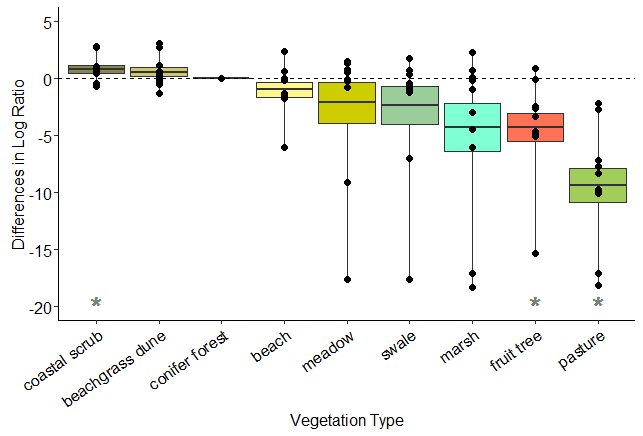 Differences in Log Ratio
5
0
-5
-10
-15
-20
* * *
coastal scrub
beachgrass dune
conifer forest
beach
meadow
swale
marsh
fruit tree
pasture
Vegetation Type